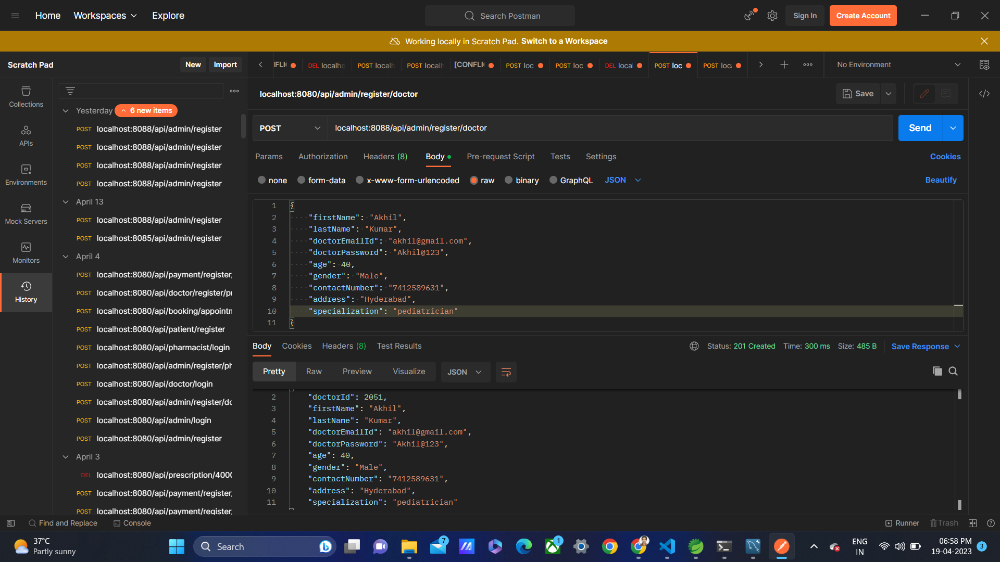 Home Workspaces Explore Search Postman Sign In Create Account
Working locally in Scratch Pad. Switch to a Workspace
Scratch Pad New Import DEL localho POST localh POST localh [CONFLI POST loc POST loc DEL local POST loc POST loc No Environment
Collections
APIs
Environments
Mock Servers
Monitors
History
Yesterday 6 new items
POST localhost:8088/api/admin/register
POST localhost:8088/api/admin/register
POST localhost:8088/api/admin/register
POST localhost:8088/api/admin/register
April 13
POST localhost:8088/api/admin/register
POST localhost:8085/api/admin/register
April 4
POST localhost:8080/api/payment/register,
POST localhost:8080/api/doctor/register/pr
POST localhost:8080/api/booking/appointm
POST localhost:8080/api/patient/register
POST localhost:8080/api/pharmacist/login
POST localhost:8080/api/admin/register/ph
POST localhost:8080/api/doctor/login
POST localhost:8080/api/admin/register/do
POST localhost:8080/api/admin/login
POST localhost:8080/api/admin/register
April 3
DEL localhost:8080/api/prescription/4000
POST localhost:8080/api/payment/register,
POST localhost:8080/api/payment/register,
localhost:8080/api/admin/register/doctor Save </>
POST localhost:8088/api/admin/register/doctor Send
Params Authorization Headers (8) Body Pre-request Script Tests Settings Cookies
none form-data x-www-form-urlencoded raw binary GraphQL JSON Beautify
1 {
2 "firstName": "Akhil",
3 "lastName": "Kumar",
4 "doctorEmailId": "akhil@gmail.com",
5 "doctorPassword": "Akhil@123",
6 "age": 40,
7 "gender": "Male",
8 "contactNumber": "7412589631",
9 "address": "Hyderabad",
10 "specialization": "pediatrician"
11 }
Body Cookies Headers (8) Test Results Status: 201 Created Time: 300 ms Size: 485 B Save Response
Pretty Raw Preview Visualize JSON
2 "doctorId": 2051,
3 "firstName": "Akhil",
4 "lastName": "Kumar",
5 "doctorEmailId": "akhil@gmail.com",
6 "doctorPassword": "Akhil@123",
7 "age": 40,
8 "gender": "Male",
9 "contactNumber": "7412589631",
10 "address": "Hyderabad",
11 "specialization": "pediatrician"
Find and Replace Console Runner Trash
37°C
Partly sunny
Search
7
1
ENG
IN
06:58 PM
19-04-2023
3